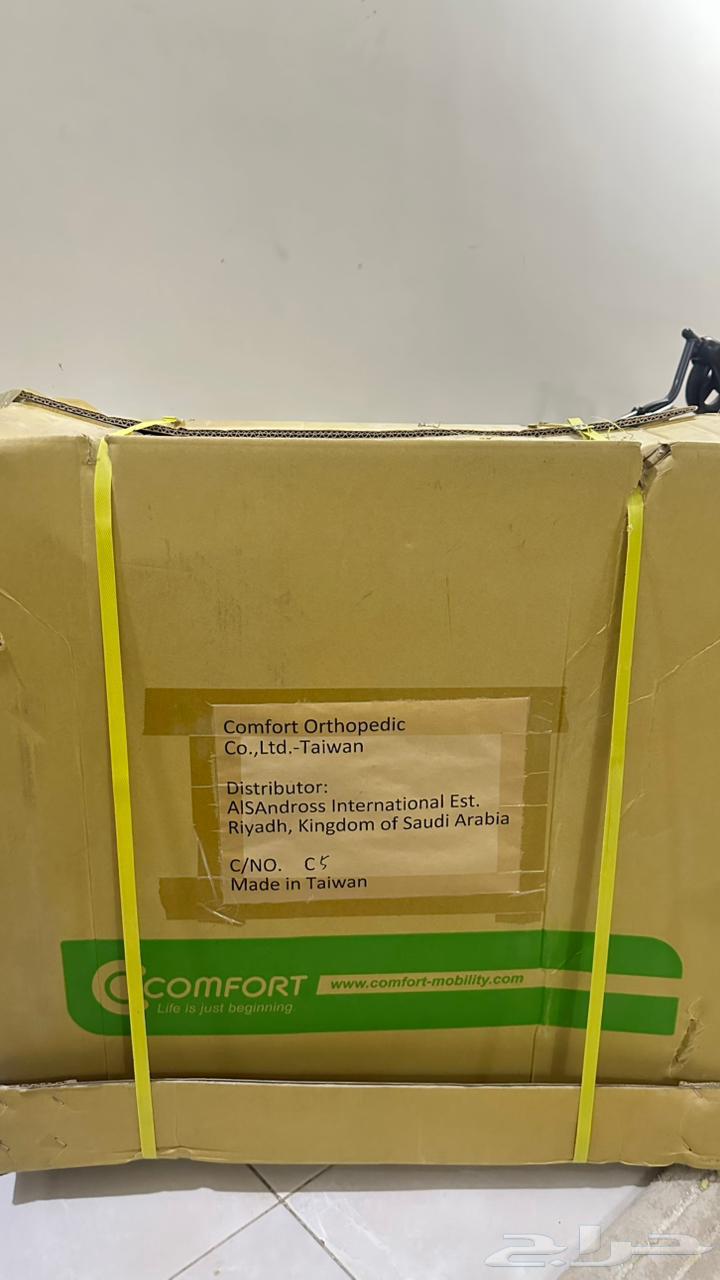 Comfort Orthopedic
Co.,Ltd.-Taiwan
Distributor:
AlSAndross International Est.
Riyadh, Kingdom of Saudi Arabia
C/NO. C5
Made in Taiwan
COMFORT www.comfort-mobility.com
Life is just beginning.
حراج